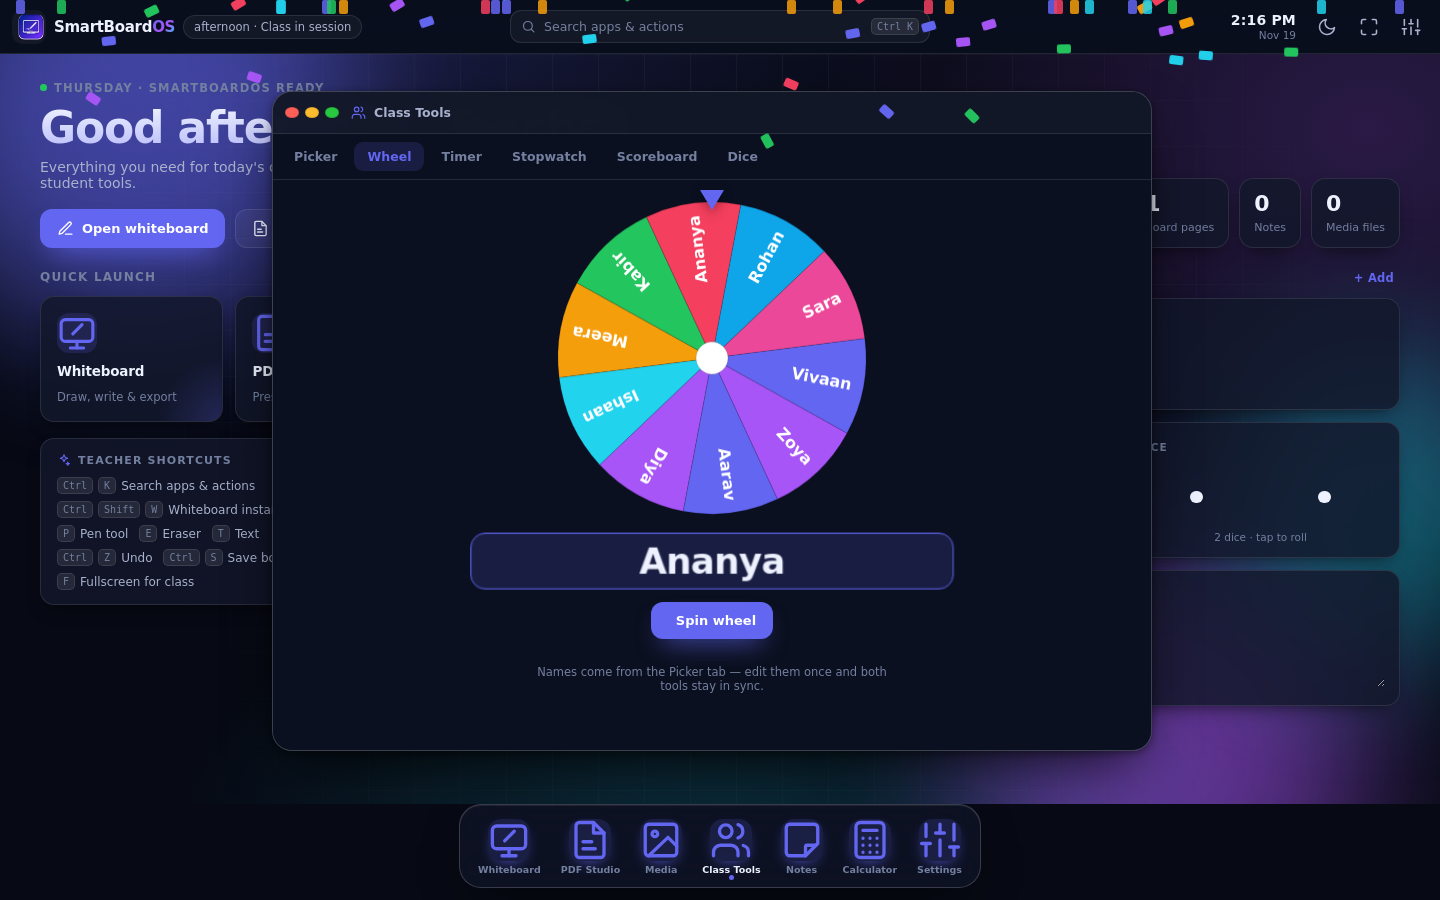 SmartBoardOS
afternoon · Class in session
Search apps & actions
Ctrl K
2:16 PM
Nov 19
THURSDAY · SMARTBOARDOS READY
Good afte
Everything you need for today's
student tools.
Open whiteboard
QUICK LAUNCH
Whiteboard
Draw, write & export
PD
Pres
TEACHER SHORTCUTS
Ctrl K Search apps & actions
Ctrl Shift W Whiteboard insta
P Pen tool E Eraser T Text
Ctrl Z Undo Ctrl S Save bo
F Fullscreen for class
Class Tools
Picker
Wheel
Timer
Stopwatch
Scoreboard
Dice
Ananya
Rohan
Sara
Vivaan
Zoya
Aarav
Diya
Ishaan
Meera
Kabir
Ananya
Spin wheel
Names come from the Picker tab — edit them once and both
tools stay in sync.
1
oard pages
0
Notes
0
Media files
+ Add
CE
2 dice · tap to roll
Whiteboard
PDF Studio
Media
Class Tools
Notes
Calculator
Settings